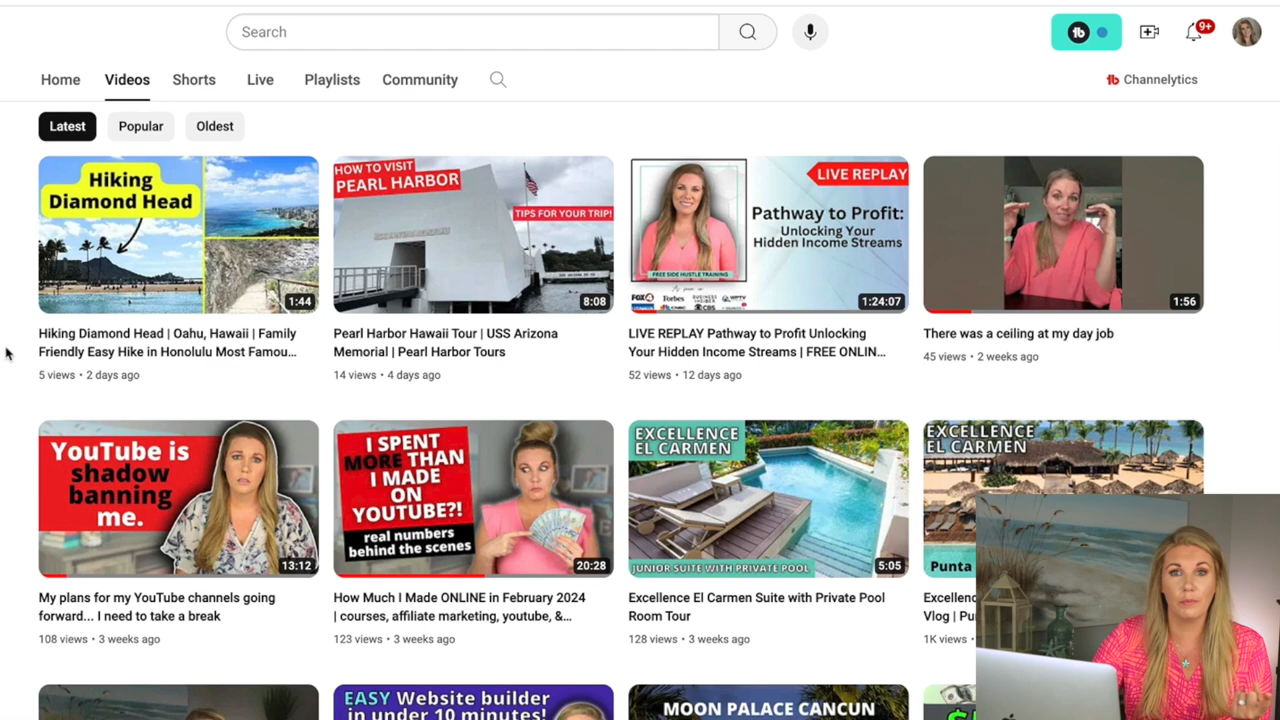 Search
9+
Home
Videos
Shorts
Live
Playlists
Community
Channelytics
Latest
Popular
Oldest
Hiking
Diamond Head
1:44
HOW TO VISIT
PEARL HARBOR
TIPS FOR YOUR TRIP!
8:08
LIVE REPLAY
Pathway to Profit:
Unlocking Your
Hidden Income Streams
FREE SIDE HUSTLE TRAINING
FOX4
Forbes
BUSINESS
INSIDER
CBS
1:24:07
1:56
Hiking Diamond Head | Oahu, Hawaii | Family
Friendly Easy Hike in Honolulu Most Famou...
5 views • 2 days ago
Pearl Harbor Hawaii Tour | USS Arizona
Memorial | Pearl Harbor Tours
14 views • 4 days ago
LIVE REPLAY Pathway to Profit Unlocking
Your Hidden Income Streams | FREE ONLIN...
52 views • 12 days ago
There was a ceiling at my day job
45 views • 2 weeks ago
YouTube is
shadow
banning
me.
13:12
I SPENT
MORE THAN
I MADE
ON
YOUTUBE?!
real numbers
behind the scenes
20:28
EXCELLENCE
EL CARMEN
JUNIOR SUITE WITH PRIVATE POOL
5:05
EXCELLENCE
EL CARMEN
Punta
My plans for my YouTube channels going
forward... I need to take a break
108 views • 3 weeks ago
How Much I Made ONLINE in February 2024
| courses, affiliate marketing, youtube, &...
123 views • 3 weeks ago
Excellence El Carmen Suite with Private Pool
Room Tour
128 views • 3 weeks ago
Excellenc
Vlog | Pu
1K views •
EASY Website builder
in under 10 minutes!
MOON PALACE CANCUN